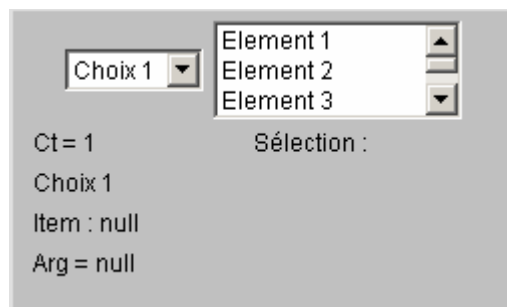 Choix 1
Element 1
Element 2
Element 3
Ct = 1
Sélection :
Choix 1
Item : null
Arg = null